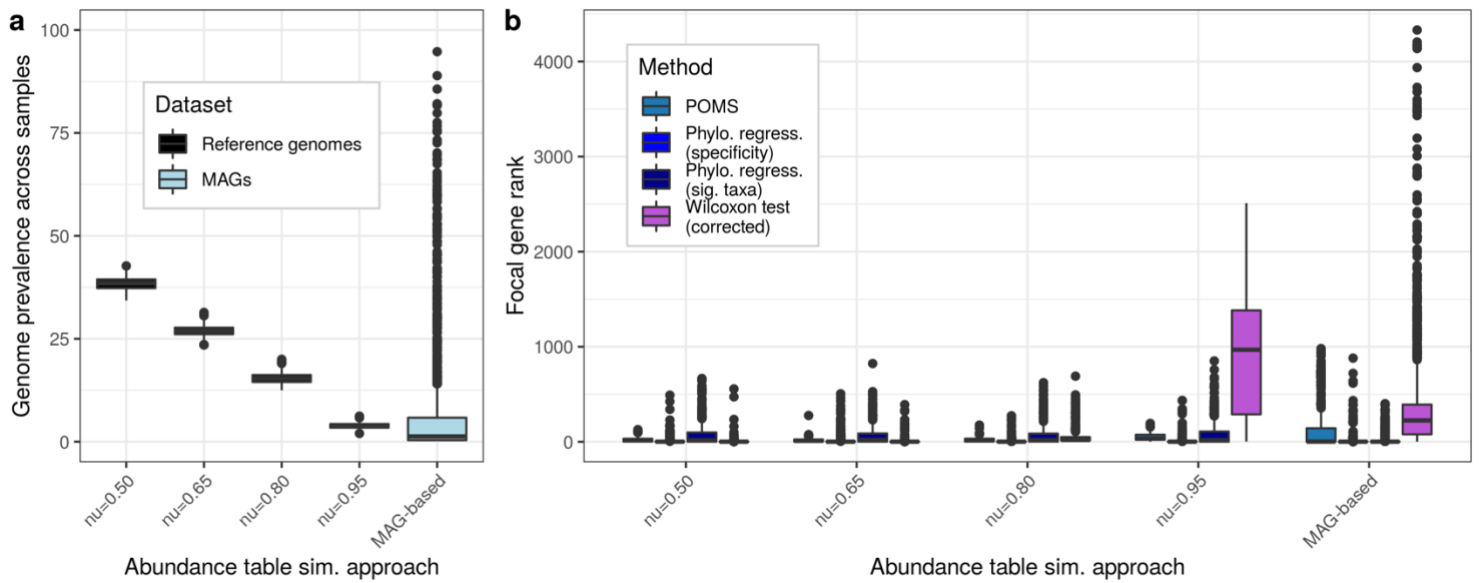 a
100
75
50
25
0
Genome prevalence across samples
Dataset
Reference genomes
MAGs
nu=0.50
nu=0.65
nu=0.80
nu=0.95
MAG-based
Abundance table sim. approach
b
4000
3000
2000
1000
0
Focal gene rank
Method
POMS
Phylo. regress.
(specificity)
Phylo. regress.
(sig. taxa)
Wilcoxon test
(corrected)
nu=0.50
nu=0.65
nu=0.80
nu=0.95
MAG-based
Abundance table sim. approach